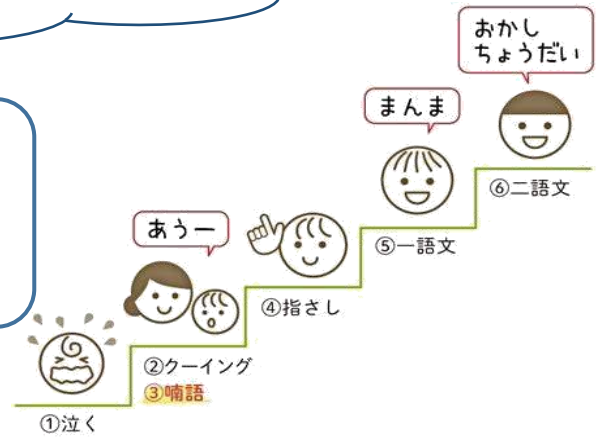 おかし
ちょうだい
まんま
⑥二語文
あうー
⑤一語文
④指さし
②クーイング
③喃語
①泣く